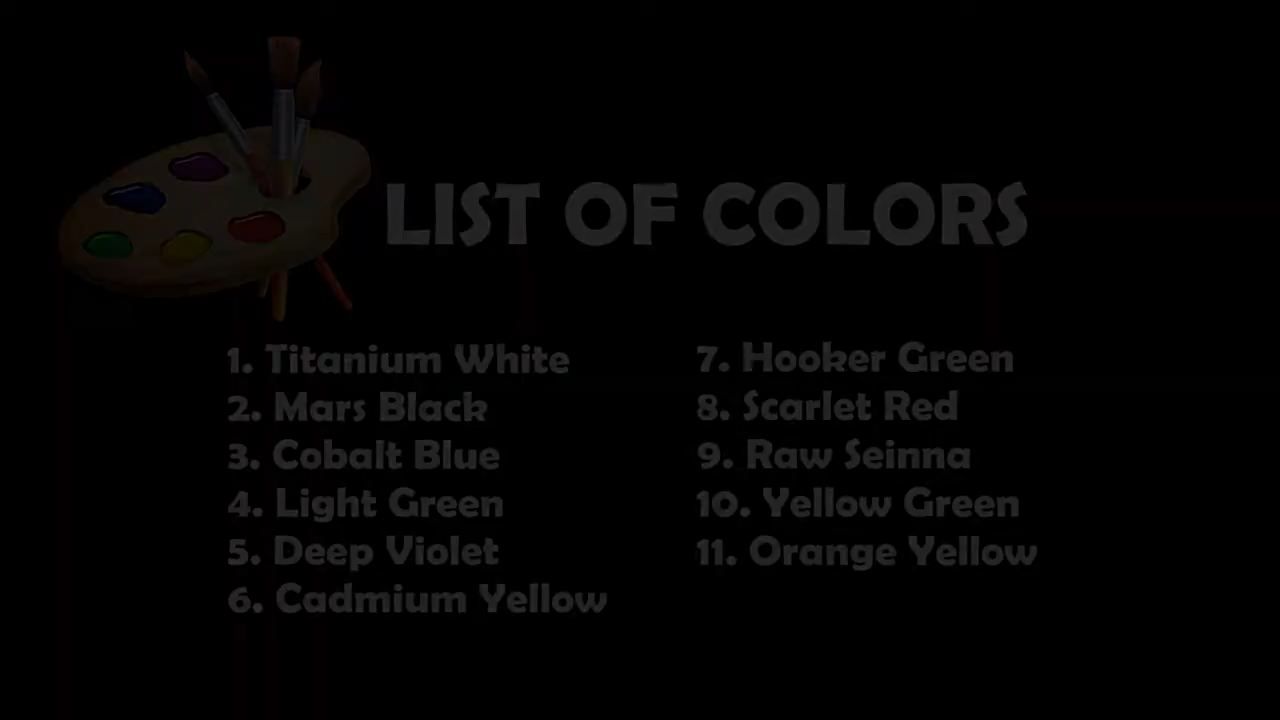 LIST OF COLORS
1. Titanium White
2. Mars Black
3. Cobalt Blue
4. Light Green
5. Deep Violet
6. Cadmium Yellow
7. Hooker Green
8. Scarlet Red
9. Raw Seinna
10. Yellow Green
11. Orange Yellow